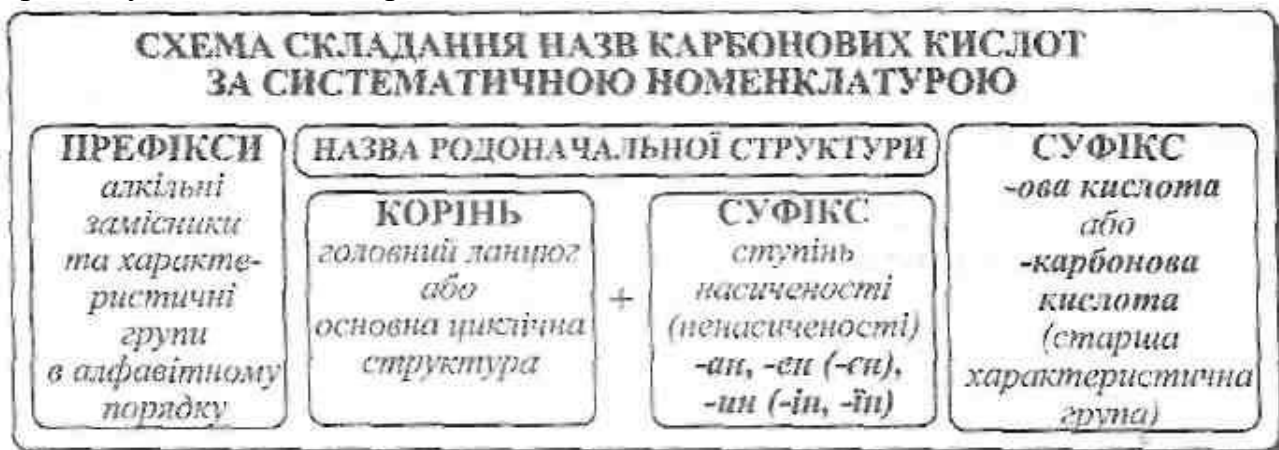 СХЕМА СКЛАДАННЯ НАЗВ КАРБОНОВИХ КИСЛОТ
ЗА СИСТЕМАТИЧНОЮ НОМЕНКЛАТУРОЮ
ПРЕФІКСИ
алкільні
замісники
та характе-
ристичні
групи
в алфавітному
порядку
НАЗВА РОДОНАЧАЛЬНОЇ СТРУКТУРИ
КОРІНЬ
головний ланцюг
або
основна циклічна
структура
+
СУФІКС
ступінь
насиченості
(ненасиченості)
-ан, -ен (-єн),
-ин (-ін, -їн)
СУФІКС
-ова кислота
або
-карбонова
кислота
(старша
характеристична
група)